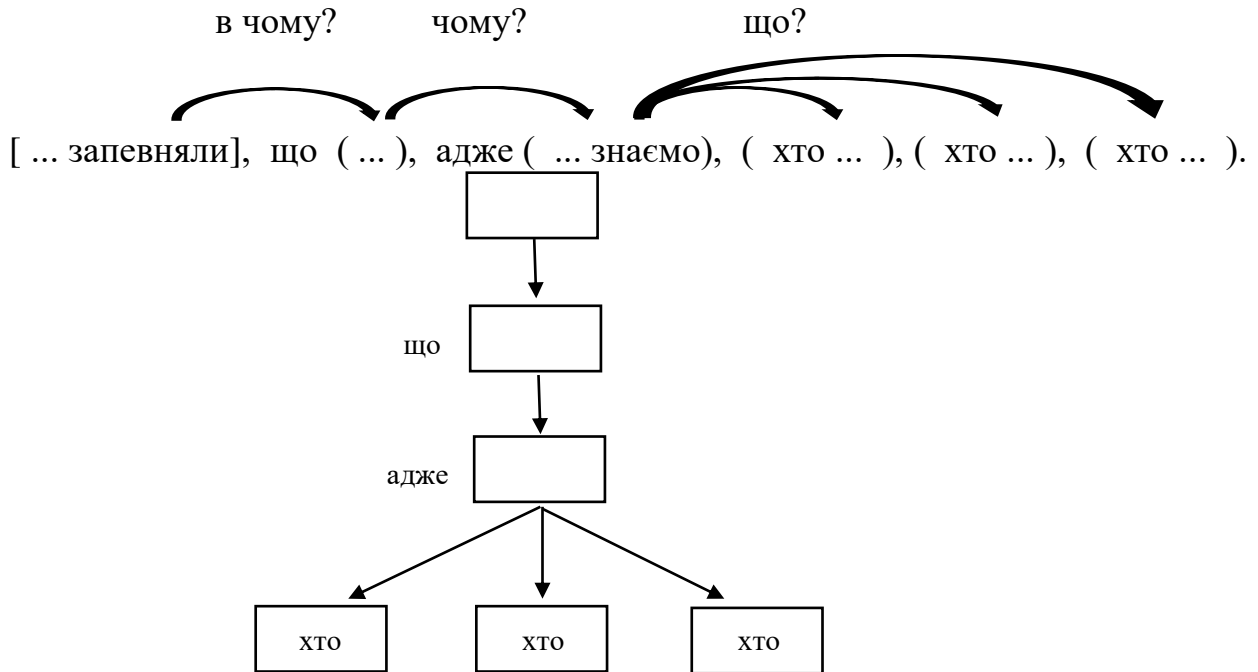 в чому? чому? що?
[ ... запевняли], що ( ... ), адже ( ... знаємо), ( хто ... ), ( хто ... ), ( хто ... ).
що
адже
хто хто хто